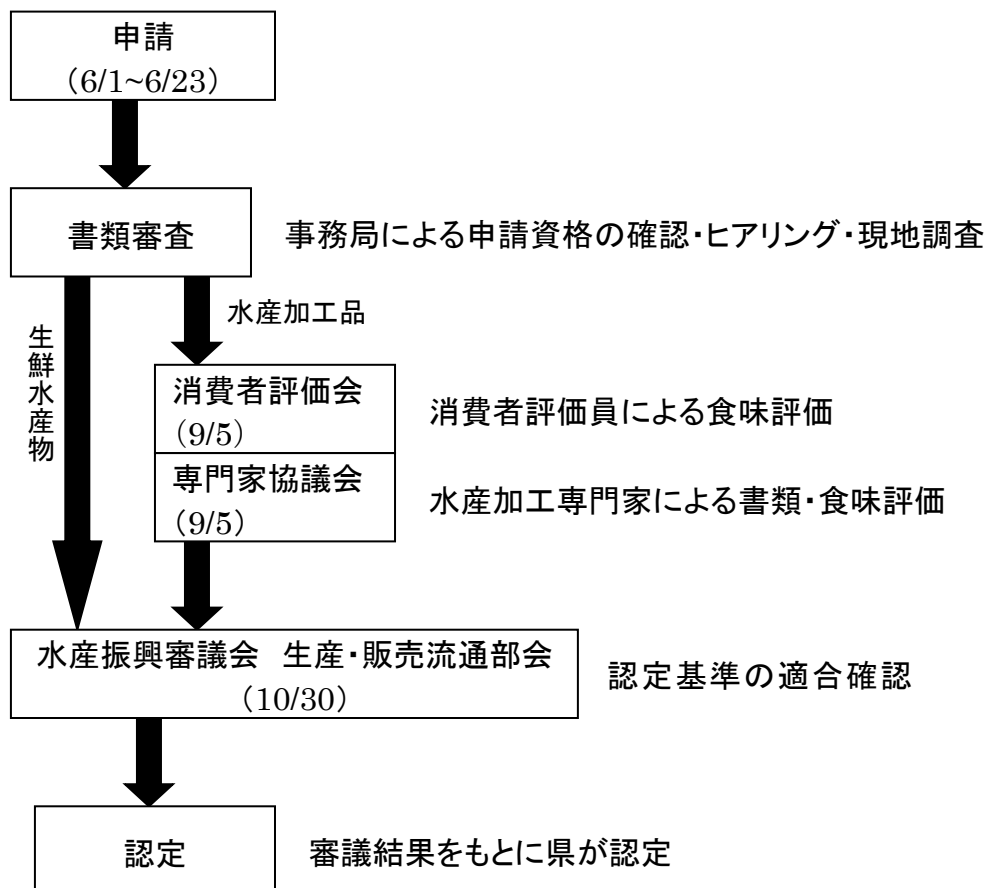 申請
(6/1~6/23)
書類審査
事務局による申請資格の確認・ヒアリング・現地調査
水産加工品
生鮮水産物
消費者評価会
(9/5)
消費者評価員による食味評価
専門家協議会
(9/5)
水産加工専門家による書類・食味評価
水産振興審議会 生産・販売流通部会
(10/30)
認定基準の適合確認
認定
審議結果をもとに県が認定